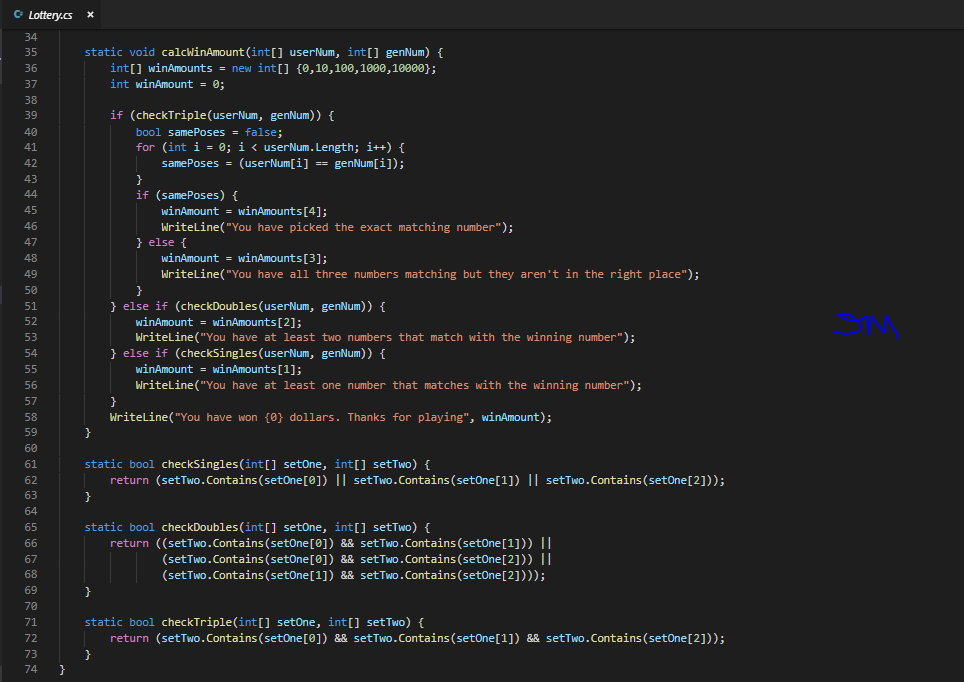 Lottery.cs ×
34
35 static void calcWinAmount(int[] userNum, int[] genNum) {
36 int[] winAmounts = new int[] {0,10,100,1000,10000};
37 int winAmount = 0;
38
39 if (checkTriple(userNum, genNum)) {
40 bool samePoses = false;
41 for (int i = 0; i < userNum.Length; i++) {
42 samePoses = (userNum[i] == genNum[i]);
43 }
44 if (samePoses) {
45 winAmount = winAmounts[4];
46 WriteLine("You have picked the exact matching number");
47 } else {
48 winAmount = winAmounts[3];
49 WriteLine("You have all three numbers matching but they aren't in the right place");
50 }
51 } else if (checkDoubles(userNum, genNum)) {
52 winAmount = winAmounts[2];
53 WriteLine("You have at least two numbers that match with the winning number");
54 } else if (checkSingles(userNum, genNum)) {
55 winAmount = winAmounts[1];
56 WriteLine("You have at least one number that matches with the winning number");
57 }
58 WriteLine("You have won {0} dollars. Thanks for playing", winAmount);
59 }
60
61 static bool checkSingles(int[] setOne, int[] setTwo) {
62 return (setTwo.Contains(setOne[0]) || setTwo.Contains(setOne[1]) || setTwo.Contains(setOne[2]));
63 }
64
65 static bool checkDoubles(int[] setOne, int[] setTwo) {
66 return ((setTwo.Contains(setOne[0]) && setTwo.Contains(setOne[1])) ||
67 (setTwo.Contains(setOne[0]) && setTwo.Contains(setOne[2])) ||
68 (setTwo.Contains(setOne[1]) && setTwo.Contains(setOne[2])));
69 }
70
71 static bool checkTriple(int[] setOne, int[] setTwo) {
72 return (setTwo.Contains(setOne[0]) && setTwo.Contains(setOne[1]) && setTwo.Contains(setOne[2]));
73 }
74 }